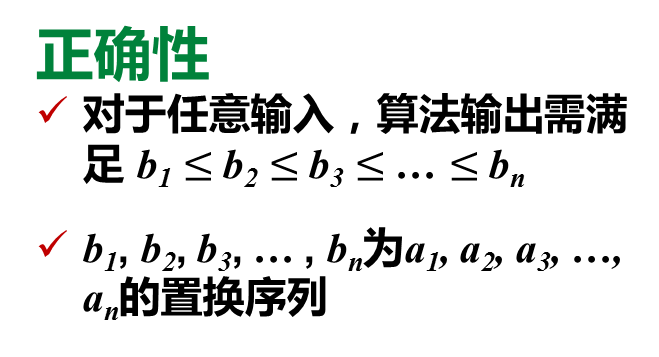 正确性
✓ 对于任意输入，算法输出需满
足 b₁ ≤ b₂ ≤ b₃ ≤ … ≤ bₙ
✓ b₁, b₂, b₃, … , bₙ为a₁, a₂, a₃, …,
aₙ的置换序列